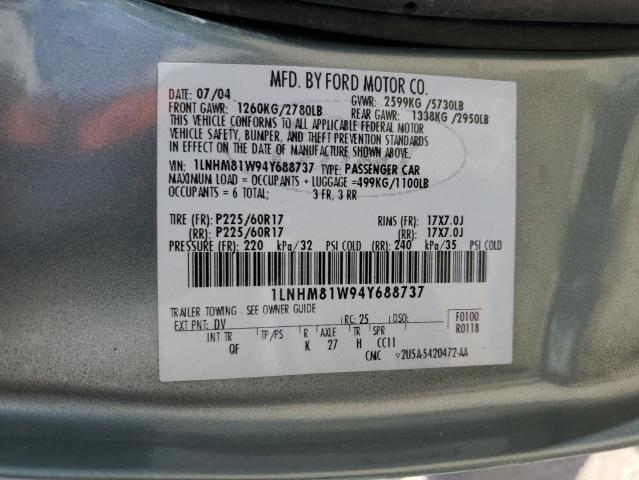 MFD. BY FORD MOTOR CO.
DATE: 07/04 GVWR: 2599KG /5730LB
FRONT GAWR: 1260KG/2780LB REAR GAWR: 1338KG /2950LB
THIS VEHICLE CONFORMS TO ALL APPLICABLE FEDERAL MOTOR
VEHICLE SAFETY, BUMPER, AND THEFT PREVENTION STANDARDS
IN EFFECT ON THE DATE OF MANUFACTURE SHOWN ABOVE.
VIN: 1LNHM81W94Y688737 TYPE: PASSENGER CAR
MAXIMUM LOAD = OCCUPANTS + LUGGAGE =499KG/1100LB
OCCUPANTS = 6 TOTAL; 3 FR, 3 RR
TIRE (FR): P225/60R17 RIMS (FR): 17X7.0J
(RR): P225/60R17 (RR): 17X7.0J
PRESSURE (FR): 220 kPa/32 PSI COLD (RR): 240 kPa/35 PSI COLD
1LNHM81W94Y688737
TRAILER TOWING - SEE OWNER GUIDE
EXT PNT: DV RC: 25 DSO: F0100
R0118
INT TR TP/PS R AXLE TR SPR
QF K 27 H CC11
CMC 2U5A-5420472-AA